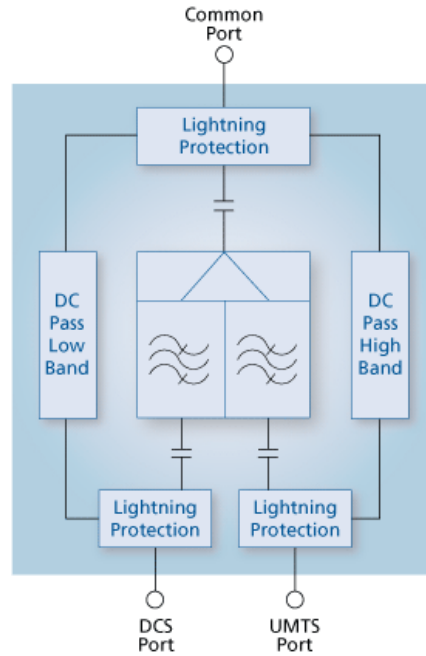 Common
Port
Lightning
Protection
DC
Pass
Low
Band
DC
Pass
High
Band
Lightning
Protection
Lightning
Protection
DCS
Port
UMTS
Port